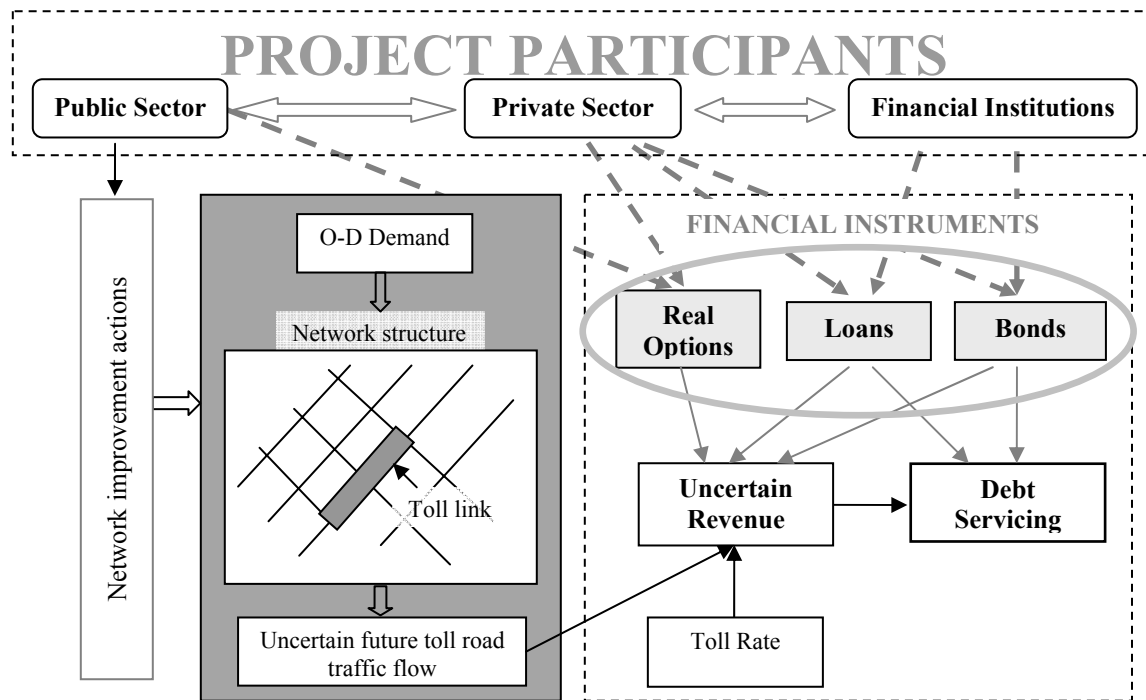 PROJECT PARTICIPANTS
Public Sector
Private Sector
Financial Institutions
Network improvement actions
O-D Demand
Network structure
Toll link
Uncertain future toll road
traffic flow
FINANCIAL INSTRUMENTS
Real
Options
Loans
Bonds
Uncertain
Revenue
Debt
Servicing
Toll Rate